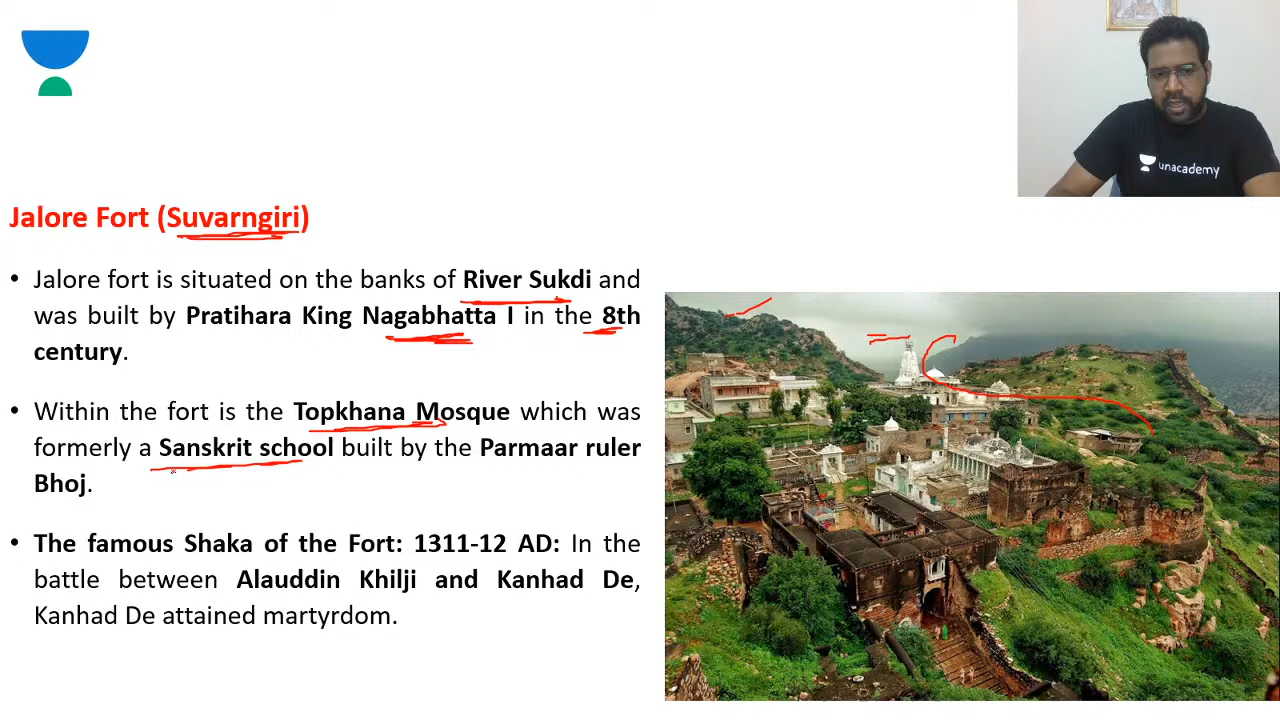 unacademy
Jalore Fort (Suvarngiri)
• Jalore fort is situated on the banks of River Sukdi and
was built by Pratihara King Nagabhatta I in the 8th
century.
• Within the fort is the Topkhana Mosque which was
formerly a Sanskrit school built by the Parmaar ruler
Bhoj.
• The famous Shaka of the Fort: 1311-12 AD: In the
battle between Alauddin Khilji and Kanhad De,
Kanhad De attained martyrdom.